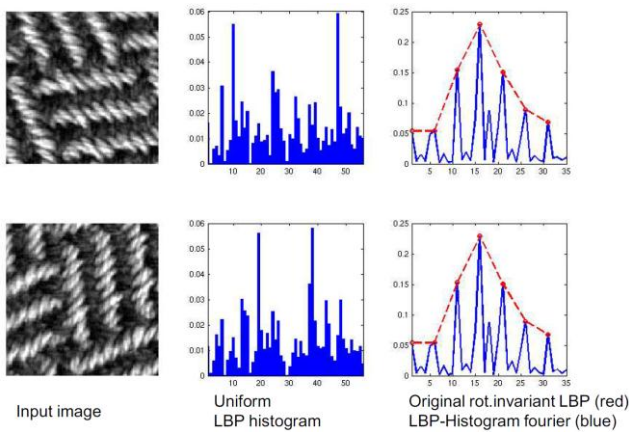 0.06
0.05
0.04
0.03
0.02
0.01
0
10 20 30 40 50
0.25
0.2
0.15
0.1
0.05
0
5 10 15 20 25 30 35
0.06
0.05
0.04
0.03
0.02
0.01
0
10 20 30 40 50
0.25
0.2
0.15
0.1
0.05
0
5 10 15 20 25 30 35
Input image
Uniform
LBP histogram
Original rot.invariant LBP (red)
LBP-Histogram fourier (blue)